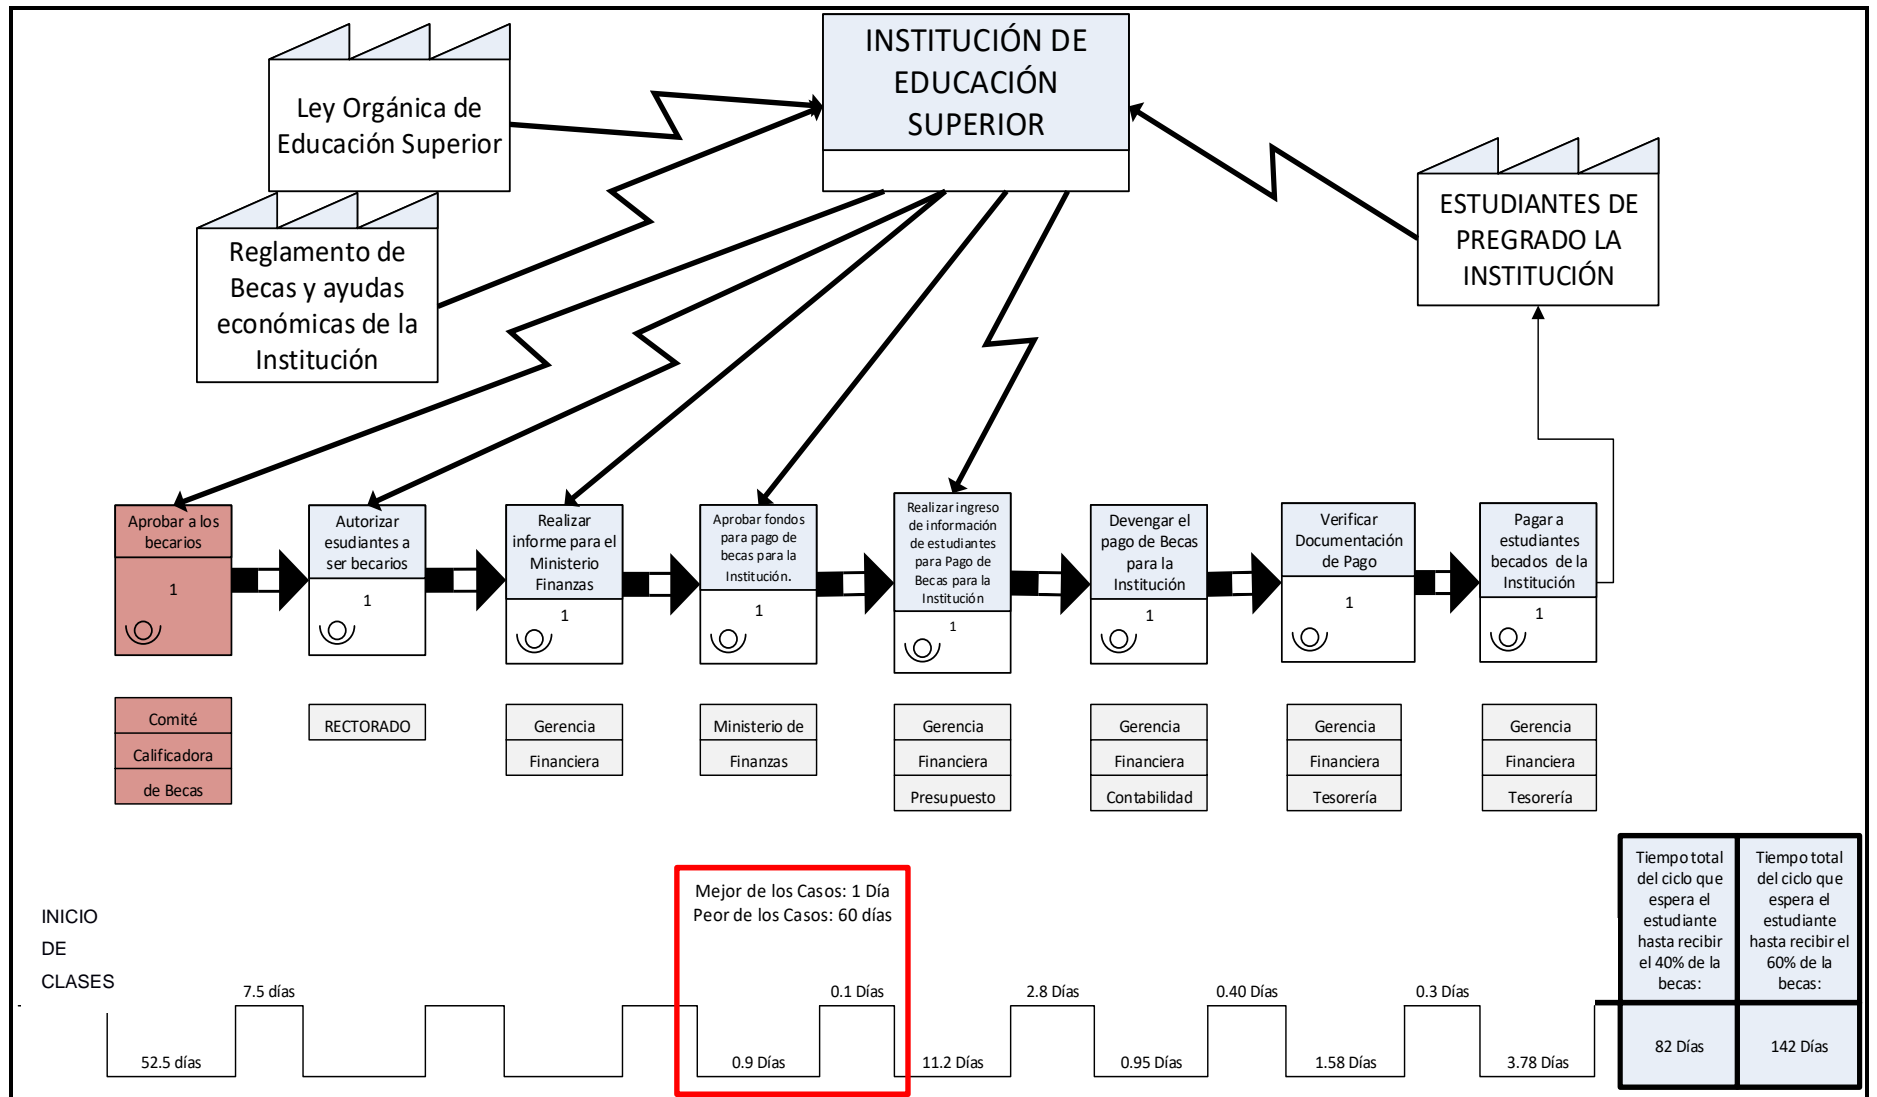 Ley Orgánica de
Educación Superior
Reglamento de
Becas y ayudas
económicas de la
Institución
INSTITUCIÓN DE
EDUCACIÓN
SUPERIOR
ESTUDIANTES DE
PREGRADO LA
INSTITUCIÓN
Aprobar a los
becarios
1
Autorizar
esudiantes a
ser becarios
1
Realizar
informe para el
Ministerio
Finanzas
1
Aprobar fondos
para pago de
becas para la
Institución.
1
Realizar ingreso
de información
de estudiantes
para Pago de
Becas para la
Institución
1
Devengar el
pago de Becas
para la
Institución
1
Verificar
Documentación
de Pago
1
Pagar a
estudiantes
becados de la
Institución
1
Comité
Calificadora
de Becas
RECTORADO
Gerencia
Financiera
Ministerio de
Finanzas
Gerencia
Financiera
Presupuesto
Gerencia
Financiera
Contabilidad
Gerencia
Financiera
Tesorería
Gerencia
Financiera
Tesorería
INICIO
DE
CLASES
52.5 días
7.5 días
Mejor de los Casos: 1 Día
Peor de los Casos: 60 días
0.9 Días
0.1 Días
11.2 Días
2.8 Días
0.95 Días
0.40 Días
1.58 Días
0.3 Días
3.78 Días
Tiempo total
del ciclo que
espera el
estudiante
hasta recibir
el 40% de la
becas:
82 Días
Tiempo total
del ciclo que
espera el
estudiante
hasta recibir el
60% de la
becas:
142 Días